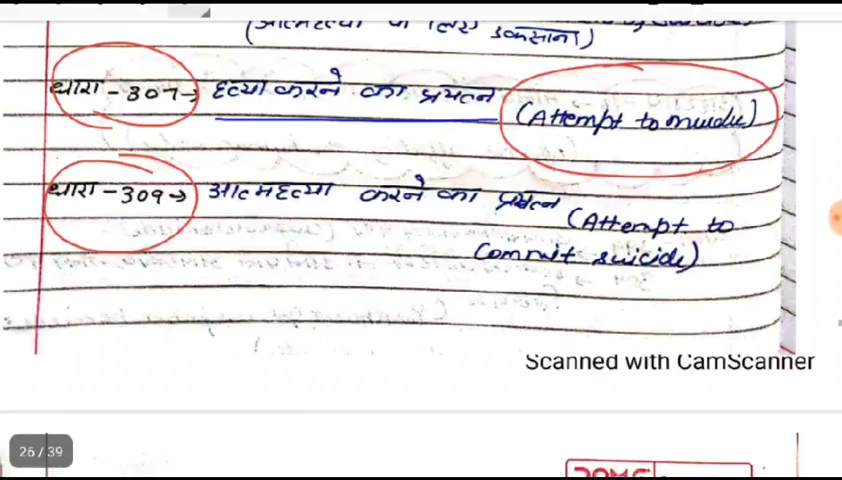 (आत्महत्या के लिए उकसाना)
धारा - 307→ हत्या करने का प्रयत्न (Attempt to murder)
धारा - 309→ आत्महत्या करने का प्रयत्न (Attempt to
Commit suicide)
Scanned with CamScanner
26 / 39